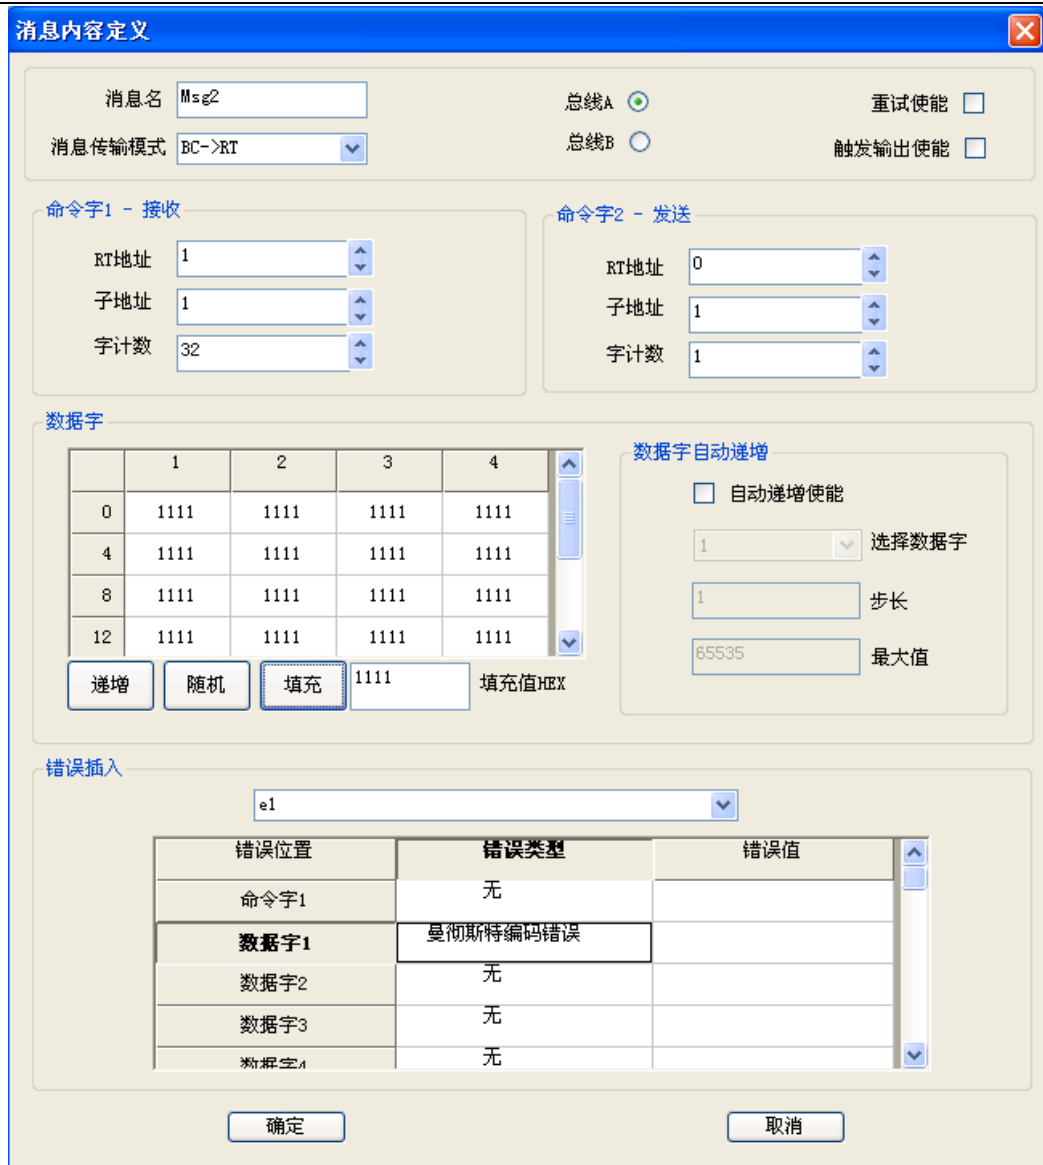 消息内容定义
消息名 Msg2 总线A 重试使能
消息传输模式 BC->RT 总线B 触发输出使能
命令字1 - 接收
RT地址 1
子地址 1
字计数 32
命令字2 - 发送
RT地址 0
子地址 1
字计数 1
数据字
1 2 3 4
0 1111 1111 1111 1111
4 1111 1111 1111 1111
8 1111 1111 1111 1111
12 1111 1111 1111 1111
递增 随机 填充 1111 填充值HEX
数据字自动递增
自动递增使能
1 选择数据字
1 步长
65535 最大值
错误插入
e1
错误位置 错误类型 错误值
命令字1 无
数据字1 曼彻斯特编码错误
数据字2 无
数据字3 无
数据字4 无
确定 取消